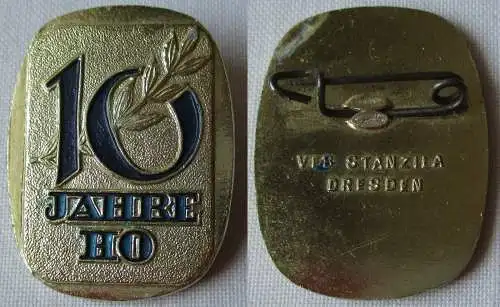 10
JAHRE
HO
VEB STANZILA
DRESDEN